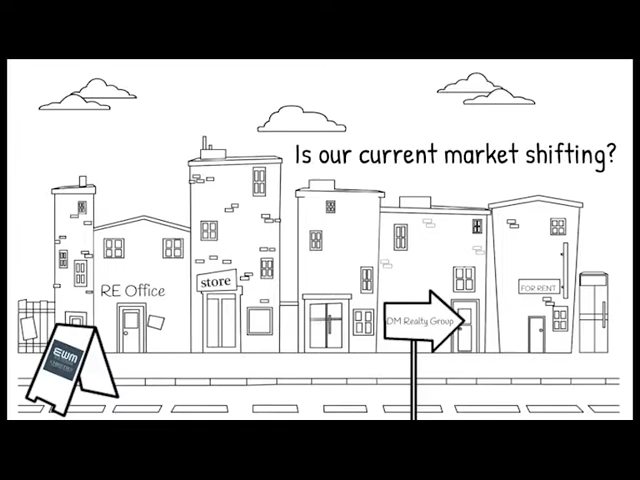 Is our current market shifting?
RE Office
store
FOR RENT
DM Realty Group
EWM